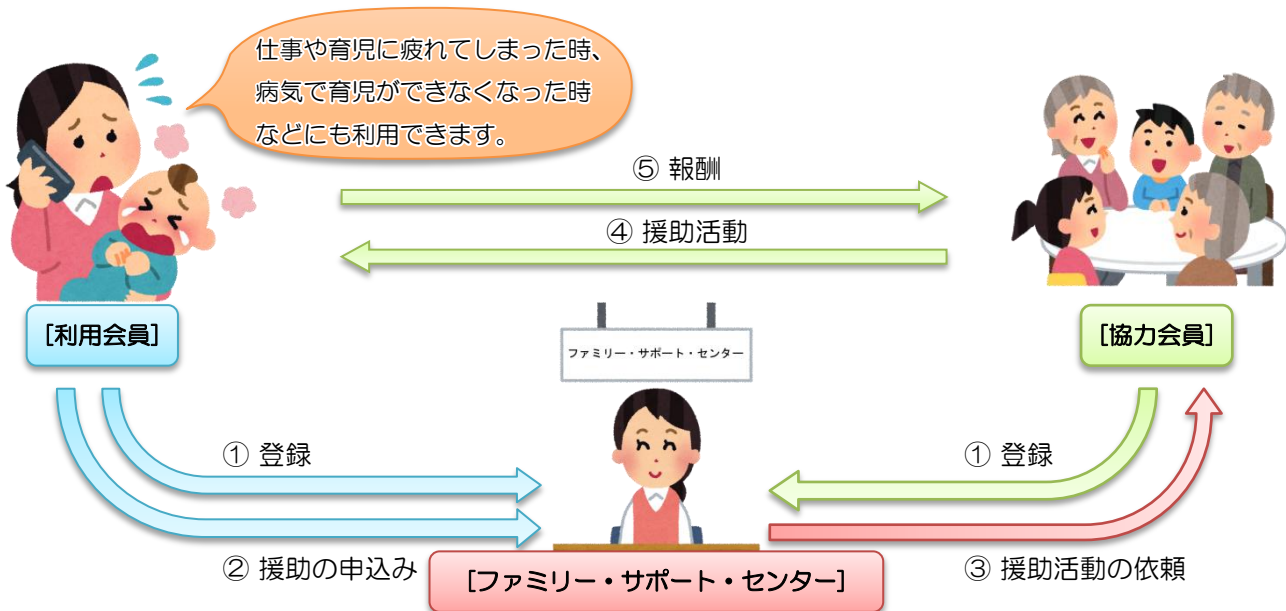 仕事や育児に疲れてしまった時、
病気で育児ができなくなった時
などにも利用できます。
⑤ 報酬
④ 援助活動
[利用会員]
ファミリー・サポート・センター
[協力会員]
① 登録
① 登録
② 援助の申込み
[ファミリー・サポート・センター]
③ 援助活動の依頼